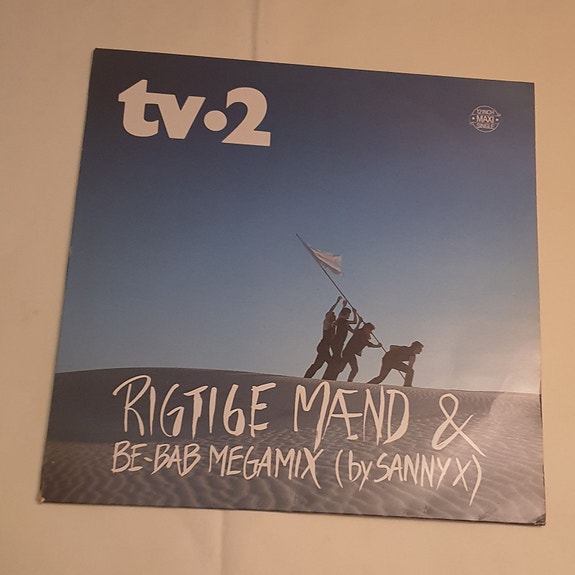 tv·2
12 INCH
MAXI
SINGLE
RIGTIGE MÆND &
BE-BAB MEGAMIX (by SANNY X)